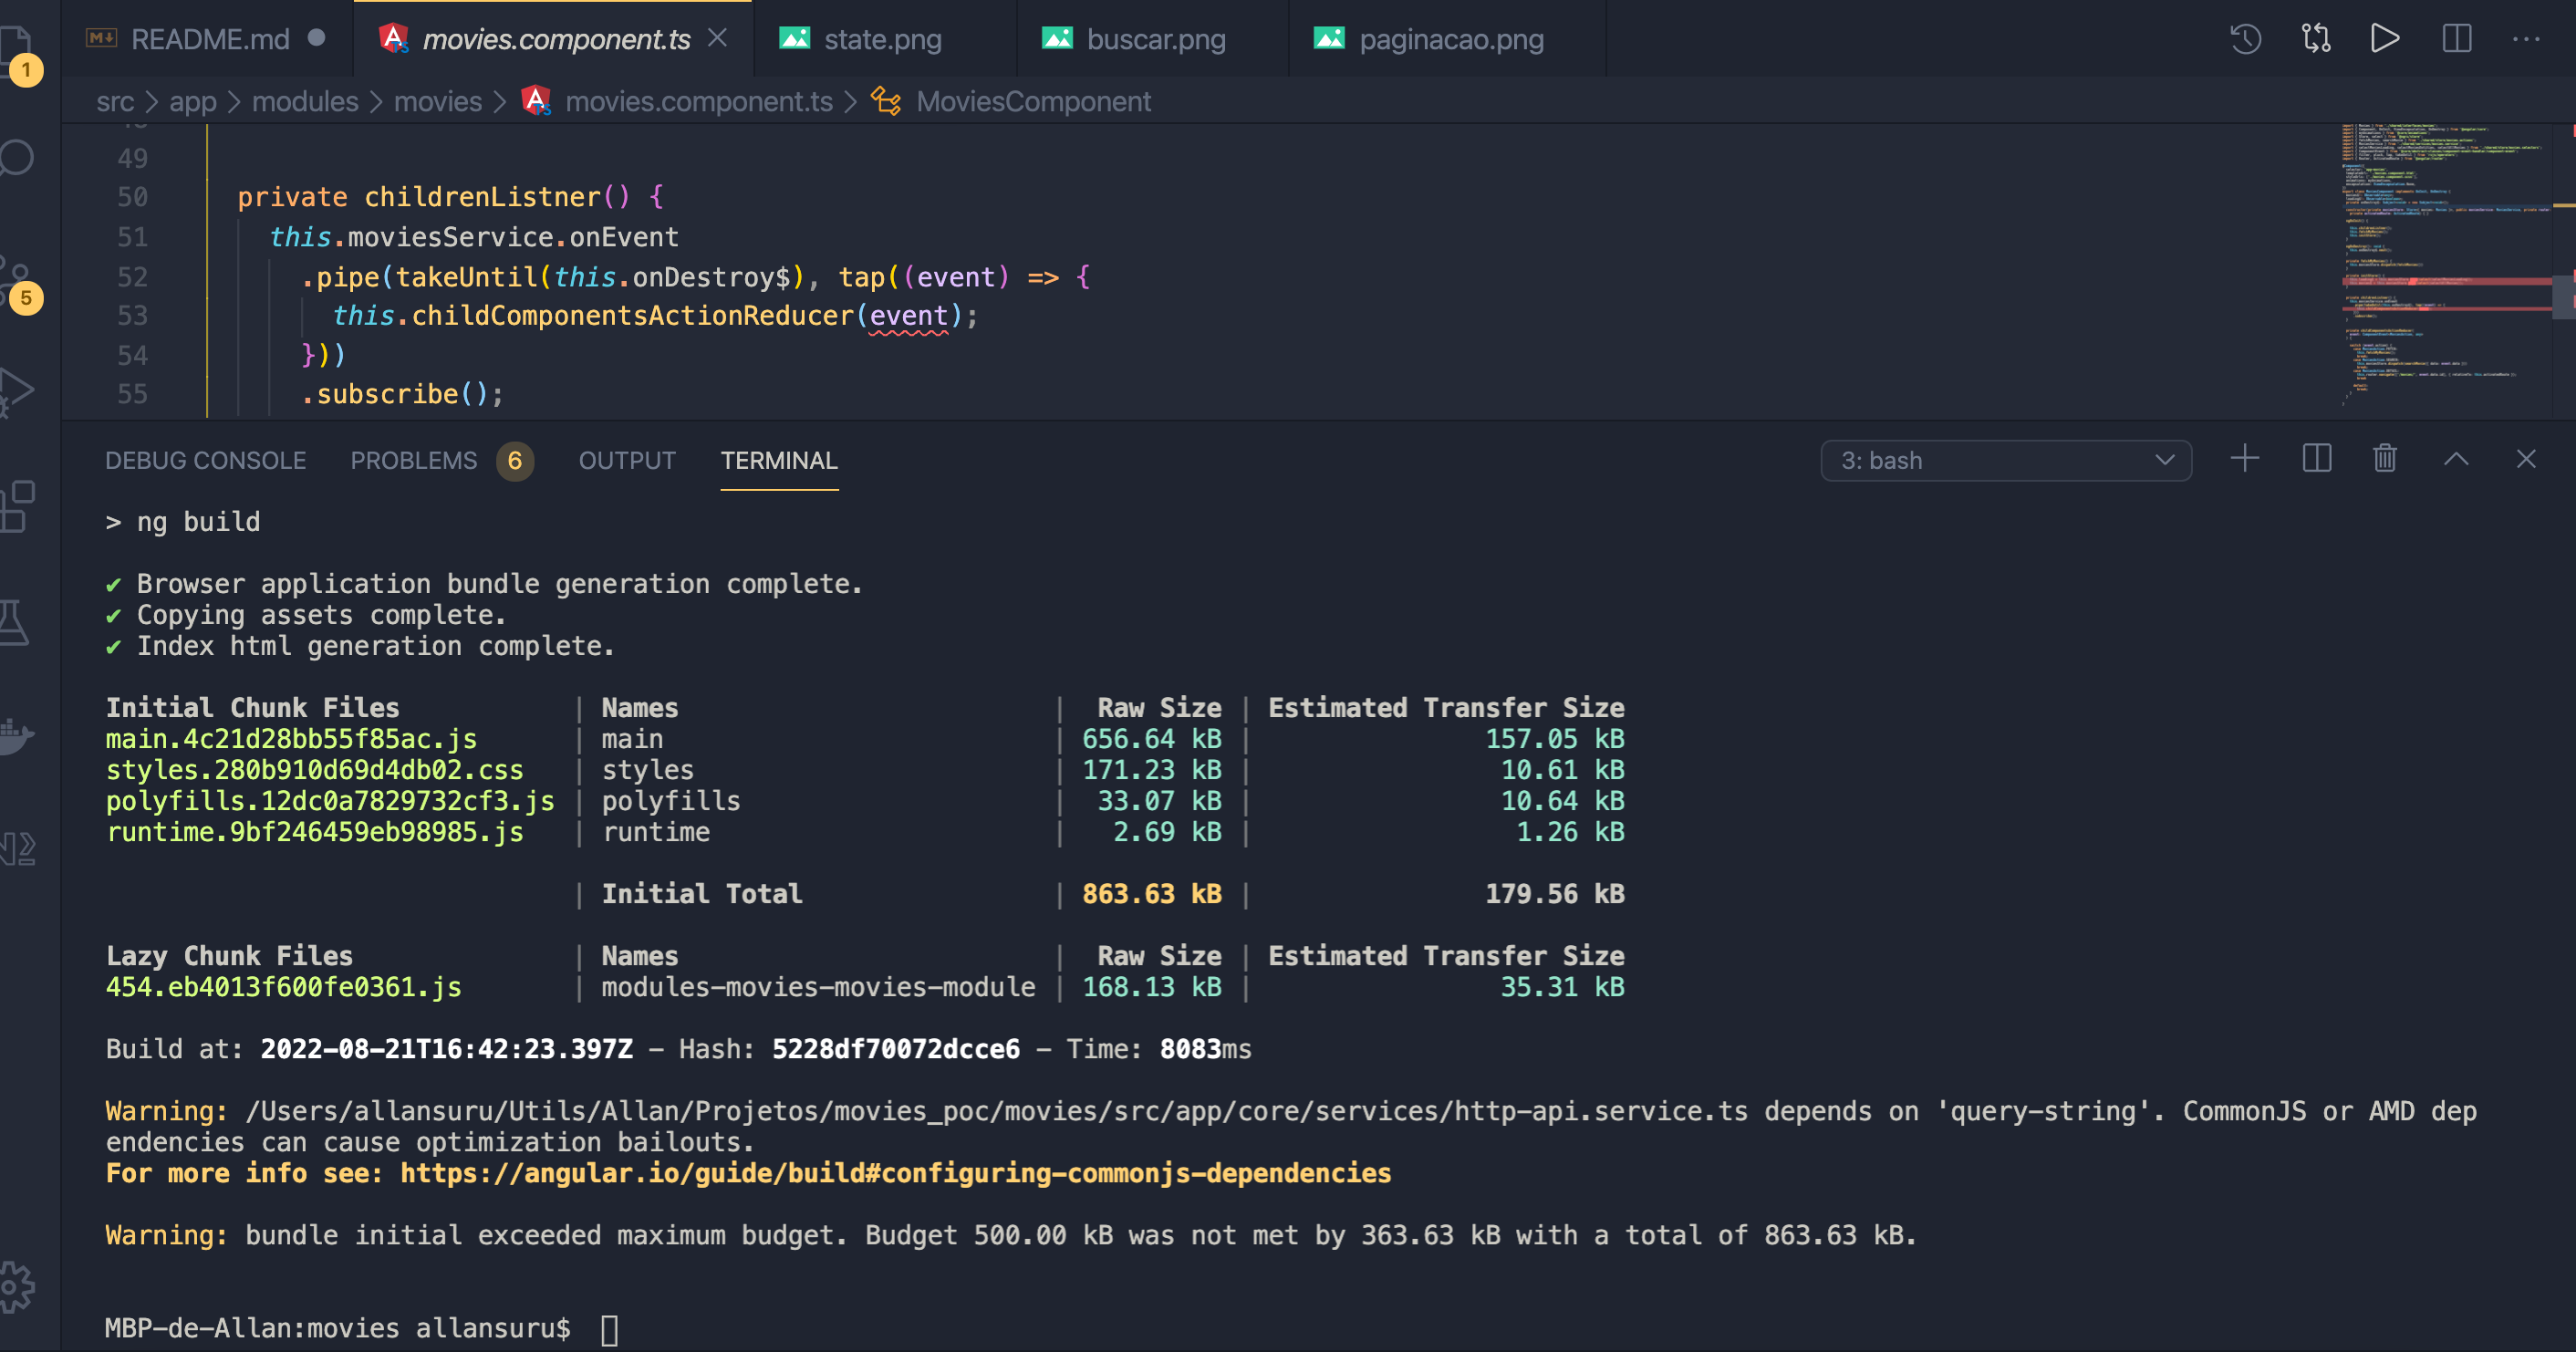 README.md
movies.component.ts
state.png
buscar.png
paginacao.png
1
src > app > modules > movies > movies.component.ts > MoviesComponent
49
50 private childrenListner() {
51 this.moviesService.onEvent
52 .pipe(takeUntil(this.onDestroy$), tap((event) => {
53 this.childComponentsActionReducer(event);
54 }))
55 .subscribe();
5
DEBUG CONSOLE PROBLEMS 6 OUTPUT TERMINAL 3: bash
> ng build
✔ Browser application bundle generation complete.
✔ Copying assets complete.
✔ Index html generation complete.
Initial Chunk Files | Names | Raw Size | Estimated Transfer Size
main.4c21d28bb55f85ac.js | main | 656.64 kB | 157.05 kB
styles.280b910d69d4db02.css | styles | 171.23 kB | 10.61 kB
polyfills.12dc0a7829732cf3.js | polyfills | 33.07 kB | 10.64 kB
runtime.9bf246459eb98985.js | runtime | 2.69 kB | 1.26 kB
| Initial Total | 863.63 kB | 179.56 kB
Lazy Chunk Files | Names | Raw Size | Estimated Transfer Size
454.eb4013f600fe0361.js | modules-movies-movies-module | 168.13 kB | 35.31 kB
Build at: 2022-08-21T16:42:23.397Z - Hash: 5228df70072dcce6 - Time: 8083ms
Warning: /Users/allansuru/Utils/Allan/Projetos/movies_poc/movies/src/app/core/services/http-api.service.ts depends on 'query-string'. CommonJS or AMD dep
endencies can cause optimization bailouts.
For more info see: https://angular.io/guide/build#configuring-commonjs-dependencies
Warning: bundle initial exceeded maximum budget. Budget 500.00 kB was not met by 363.63 kB with a total of 863.63 kB.
MBP-de-Allan:movies allansuru$